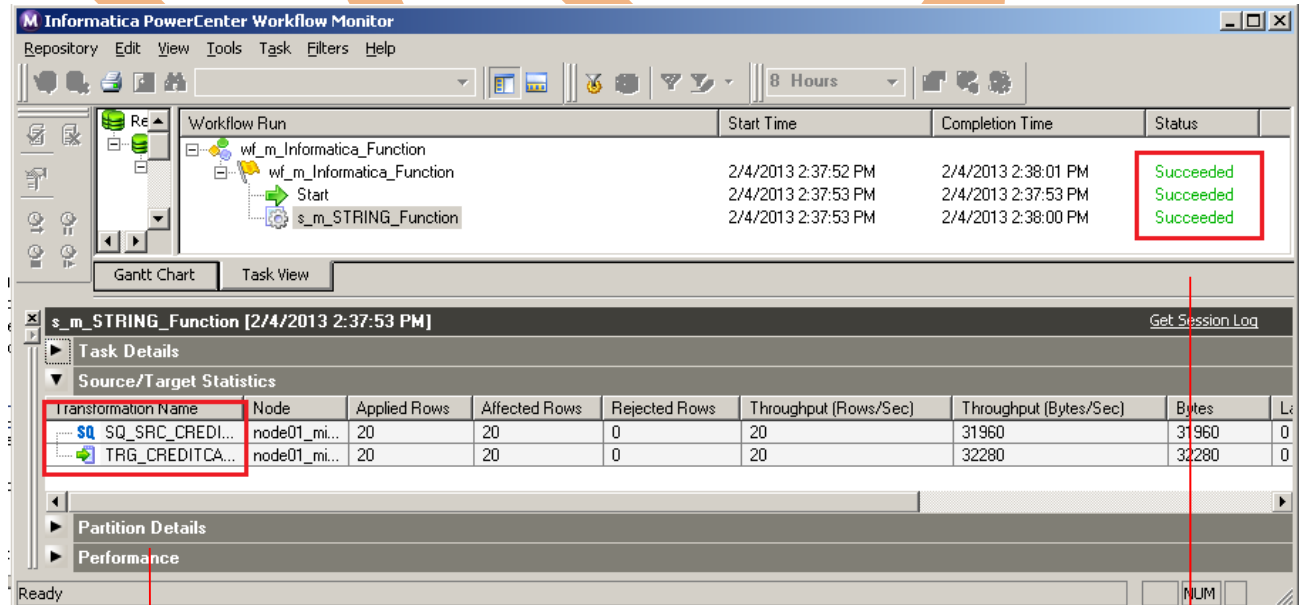 Informatica PowerCenter Workflow Monitor
Repository Edit View Tools Task Filters Help
8 Hours
Re
Workflow Run Start Time Completion Time Status
wf_m_Informatica_Function
wf_m_Informatica_Function 2/4/2013 2:37:52 PM 2/4/2013 2:38:01 PM Succeeded
Start 2/4/2013 2:37:53 PM 2/4/2013 2:37:53 PM Succeeded
s_m_STRING_Function 2/4/2013 2:37:53 PM 2/4/2013 2:38:00 PM Succeeded
Gantt Chart Task View
s_m_STRING_Function [2/4/2013 2:37:53 PM] Get Session Log
Task Details
Source/Target Statistics
Transformation Name Node Applied Rows Affected Rows Rejected Rows Throughput (Rows/Sec) Throughput (Bytes/Sec) Bytes La
SQ SQ_SRC_CREDI... node01_mi... 20 20 0 20 31960 31960 0
TRG_CREDITCA... node01_mi... 20 20 0 20 32280 32280 0
Partition Details
Performance
Ready NUM